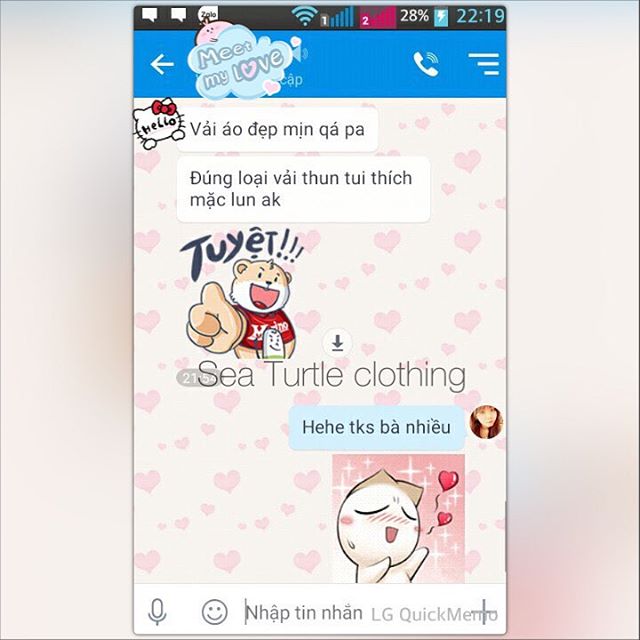 Zalo
1
2
28%
22:19
Meet
my LOVE
cập
HELLO
Vải áo đẹp mịn qá pa
Đúng loại vải thun tui thích
mặc lun ak
TUYỆT!!!
Sea Turtle clothing
Hehe tks bà nhiều
Nhập tin nhắn
LG QuickMemo